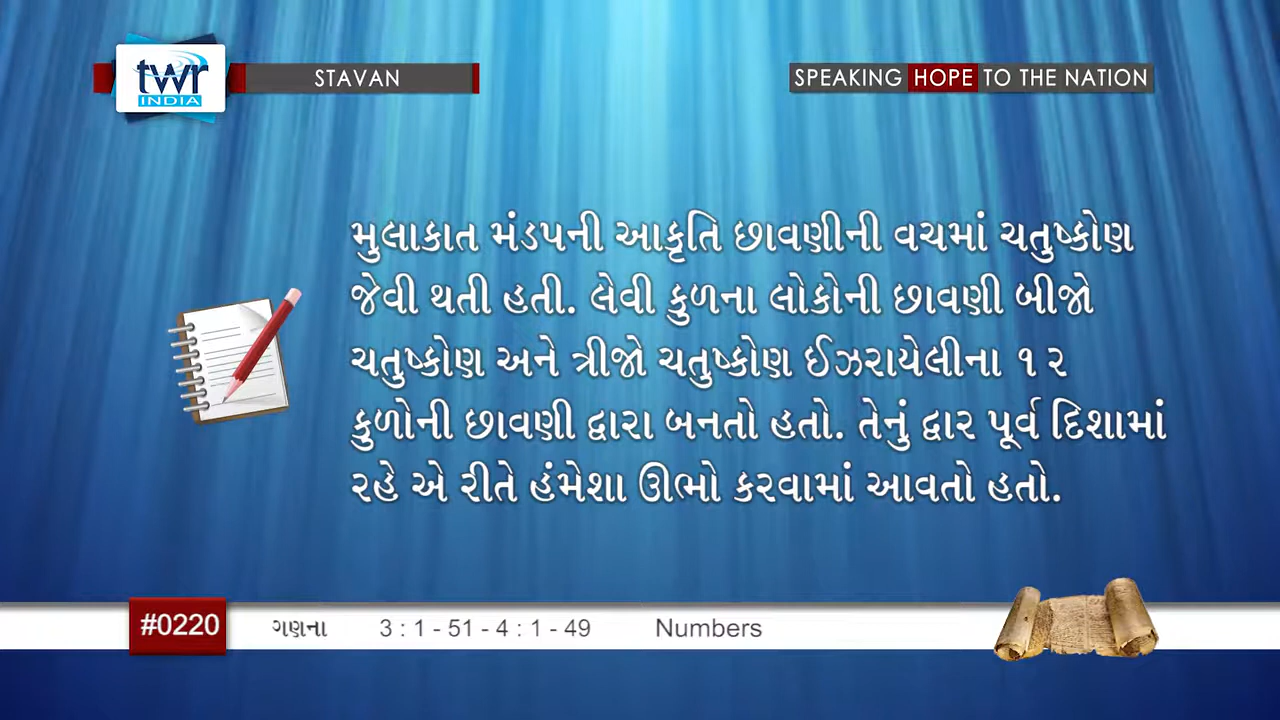 twr
INDIA
STAVAN
SPEAKING HOPE TO THE NATION
મુલાકાત મંડપની આકૃતિ છાવણીની વચમાં ચતુષ્કોણ
જેવી થતી હતી. લેવી કુળના લોકોની છાવણી બીજો
ચતુષ્કોણ અને ત્રીજો ચતુષ્કોણ ઈઝરાયેલીના ૧ ૨
કુળોની છાવણી દ્વારા બનતો હતો. તેનું દ્વાર પૂર્વ દિશામાં
રહે એ રીતે હંમેશા ઊભો કરવામાં આવતો હતો.
#0220 ગણના 3 : 1 - 51 - 4 : 1 - 49 Numbers